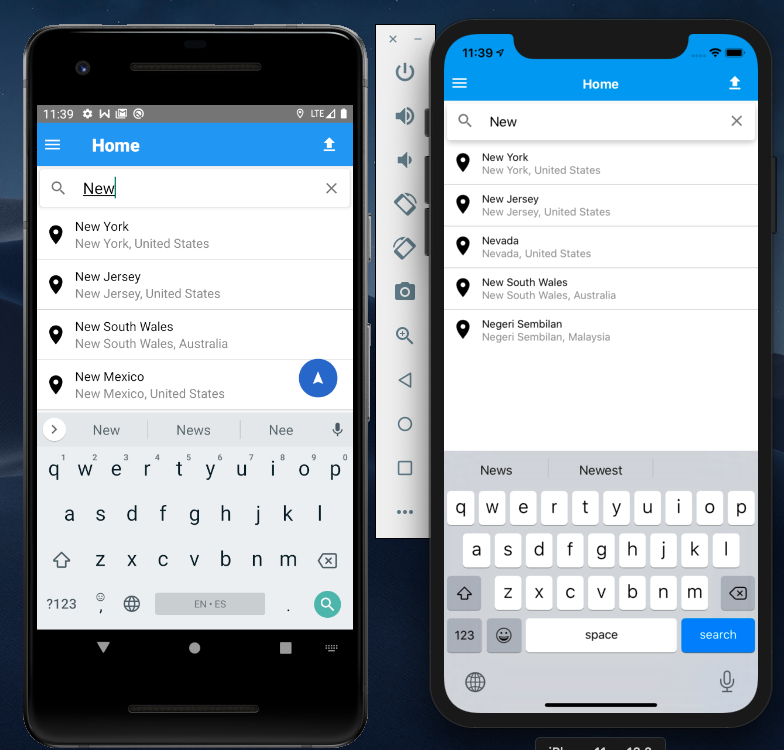 11:39
LTE
Home
New
New York
New York, United States
New Jersey
New Jersey, United States
New South Wales
New South Wales, Australia
New Mexico
New Mexico, United States
New News Nee
1 2 3 4 5 6 7 8 9 0
q w e r t y u i o p
a s d f g h j k l
z x c v b n m
?123 , EN • ES .
11:39
Home
New
New York
New York, United States
New Jersey
New Jersey, United States
Nevada
Nevada, United States
New South Wales
New South Wales, Australia
Negeri Sembilan
Negeri Sembilan, Malaysia
News Newest
q w e r t y u i o p
a s d f g h j k l
z x c v b n m
123 space search